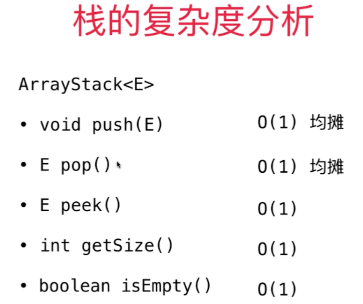 栈的复杂度分析
ArrayStack<E>
• void push(E) O(1) 均摊
• E pop() O(1) 均摊
• E peek() O(1)
• int getSize() O(1)
• boolean isEmpty() O(1)